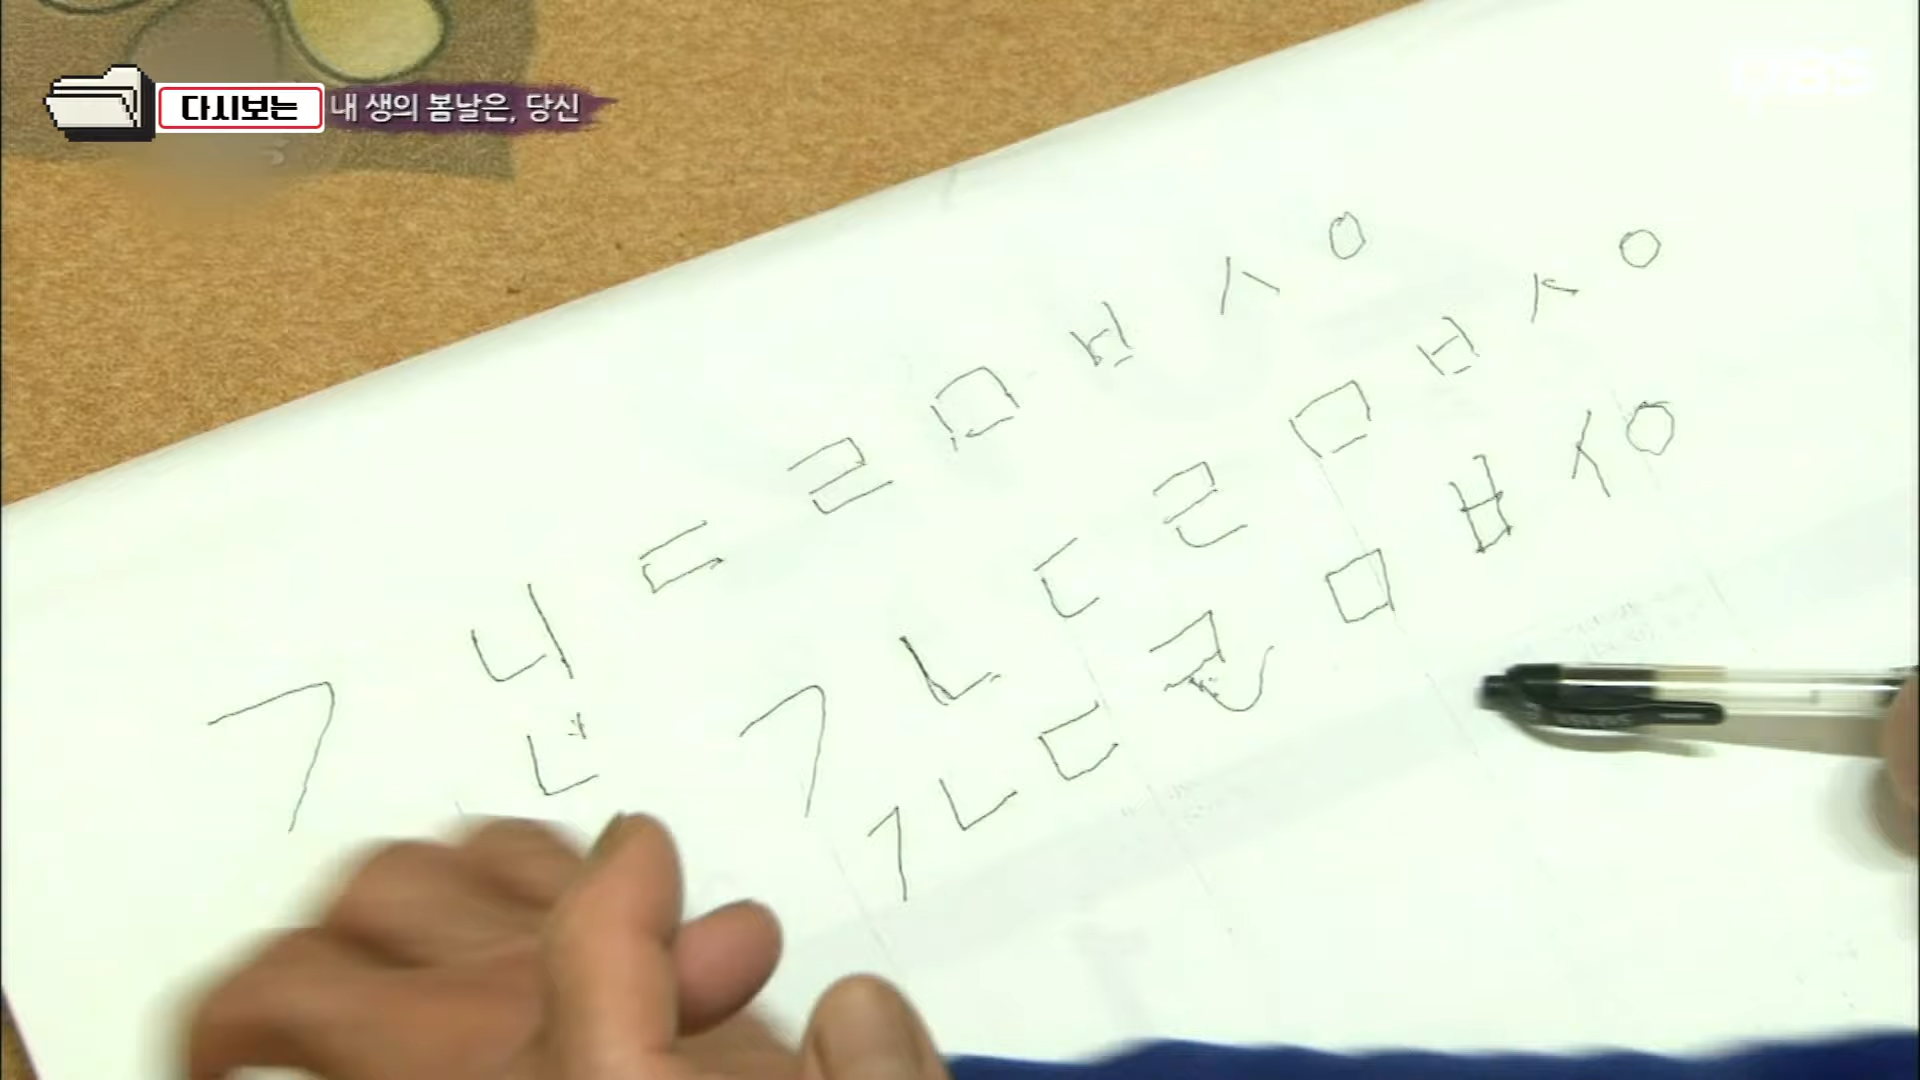 다시보는 내 생의 봄날은, 당신
ㄱ ㄴ ㄷ ㄹ ㅁ ㅂ ㅅ ㅇ
ㄴ
ㄱ ㄴ ㄷ ㄹ ㅁ ㅂ ㅅ ㅇ
ㄱ ㄴ ㄷ ㄹ ㅁ ㅂ ㅅ ㅇ